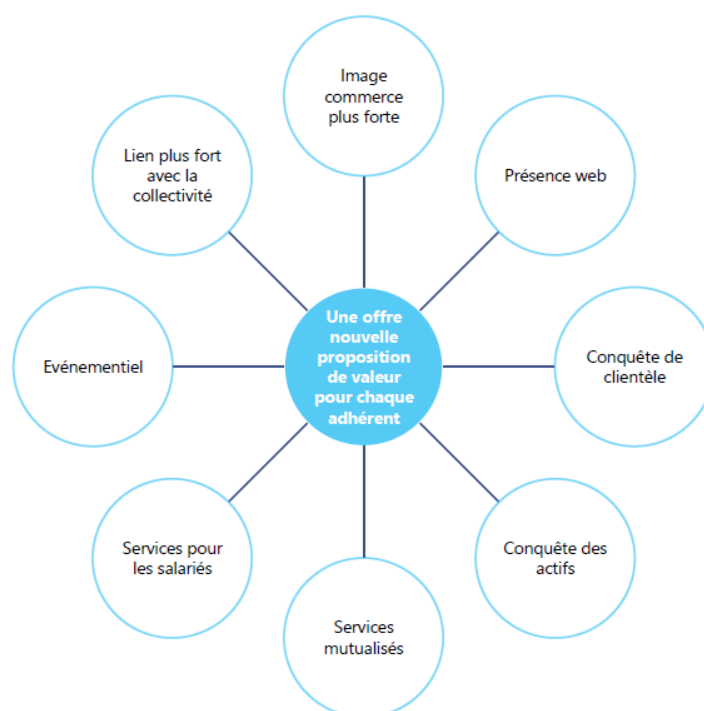 Image
commerce
plus forte
Présence web
Conquête de
clientèle
Conquête des
actifs
Services
mutualisés
Services pour
les salariés
Evénementiel
Lien plus fort
avec la
collectivité
Une offre
nouvelle
proposition
de valeur
pour chaque
adhérent